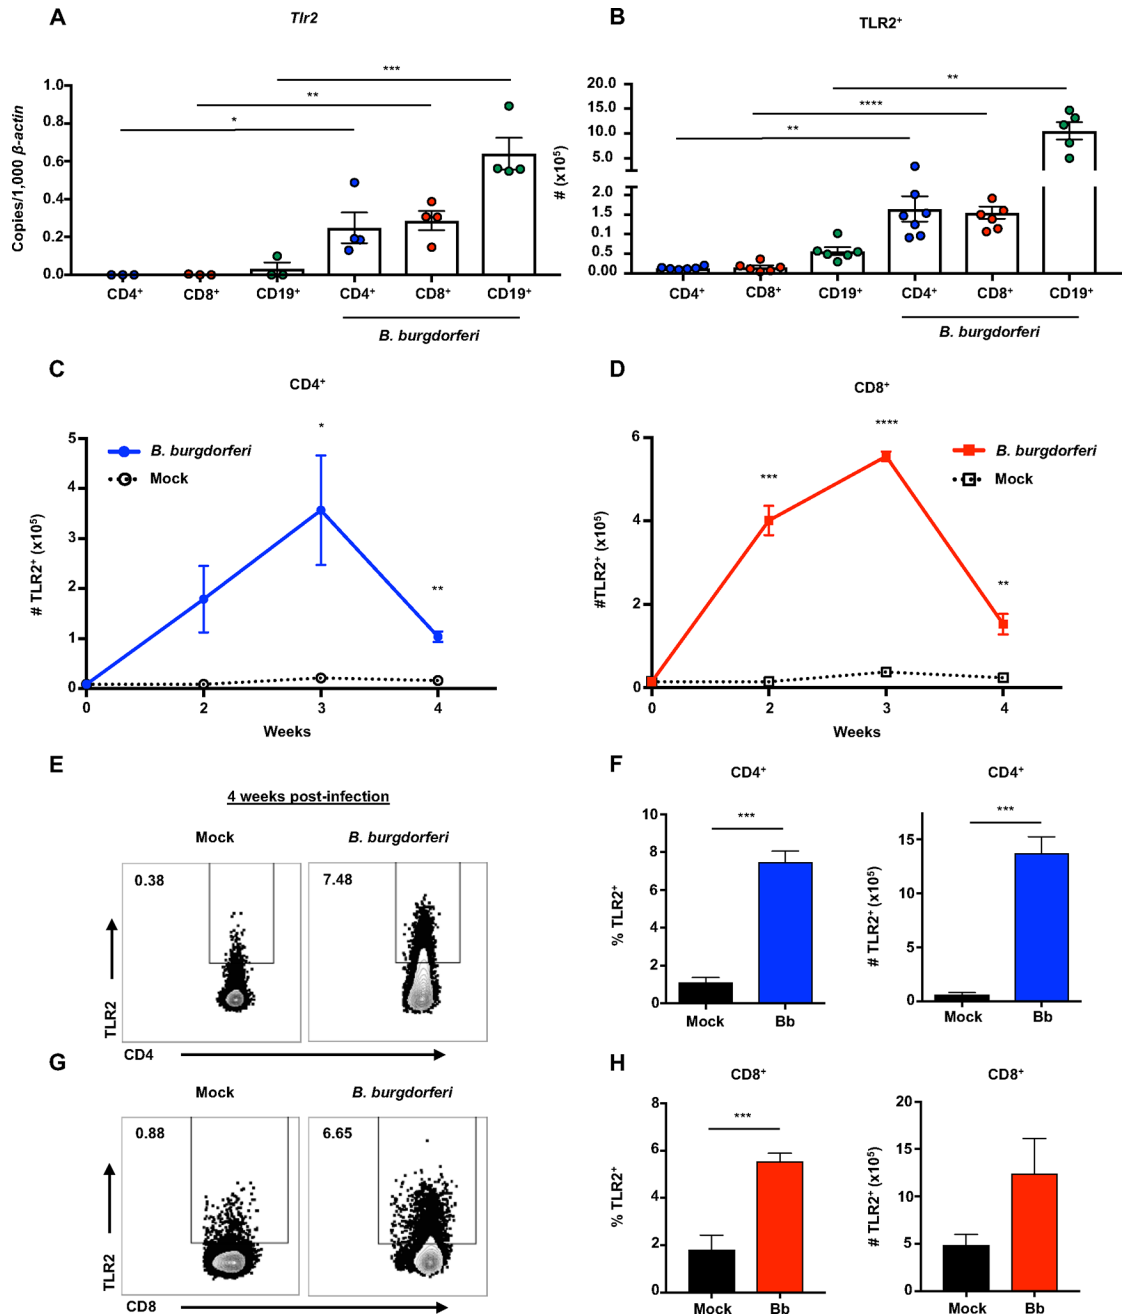 A
Tlr2
Copies/1,000 β-actin
1.0
0.8
0.6
0.4
0.2
0.0
*
**
***
CD4+
CD8+
CD19+
CD4+
CD8+
CD19+
B. burgdorferi
B
TLR2+
# (x10⁵)
20.0
15.0
10.0
5.0
2.0
1.5
1.0
0.5
0.00
**
****
**
CD4+
CD8+
CD19+
CD4+
CD8+
CD19+
B. burgdorferi
C
CD4+
# TLR2+ (x10⁵)
5
4
3
2
1
0
B. burgdorferi
Mock
*
**
0
2
3
4
Weeks
D
CD8+
#TLR2+ (x10⁵)
6
4
2
0
***
****
**
B. burgdorferi
Mock
0
2
3
4
Weeks
E
4 weeks post-infection
Mock
B. burgdorferi
0.38
7.48
TLR2
CD4
F
CD4+
% TLR2+
10
8
6
4
2
0
***
Mock
Bb
CD4+
# TLR2+ (x10⁵)
15
10
15
5
0
***
Mock
Bb
G
Mock
B. burgdorferi
0.88
6.65
TLR2
CD8
H
CD8+
% TLR2+
8
6
4
2
0
***
Mock
Bb
CD8+
# TLR2+ (x10⁵)
20
15
10
5
0
Mock
Bb